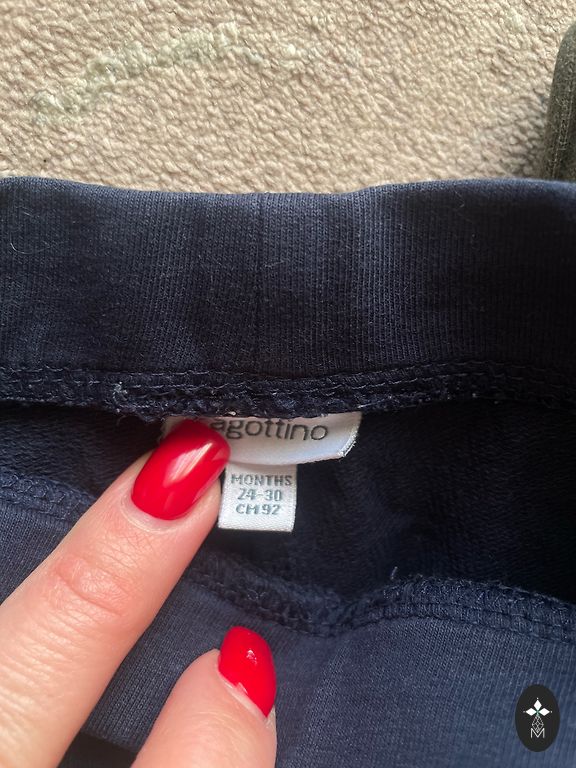 agottino
MONTHS
24-30
CM 92